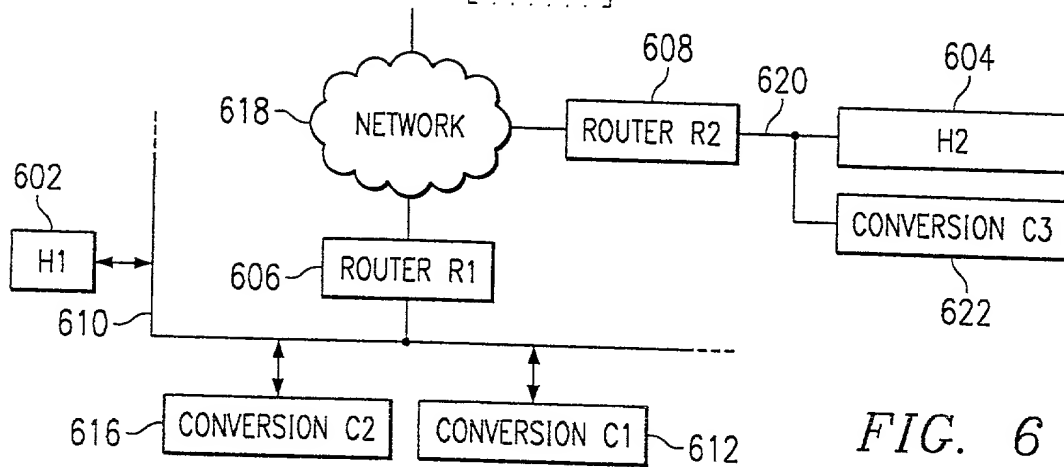 608
604
620
618
NETWORK
ROUTER R2
H2
602
CONVERSION C3
H1
606
ROUTER R1
622
610
616
CONVERSION C2
CONVERSION C1
612
FIG. 6